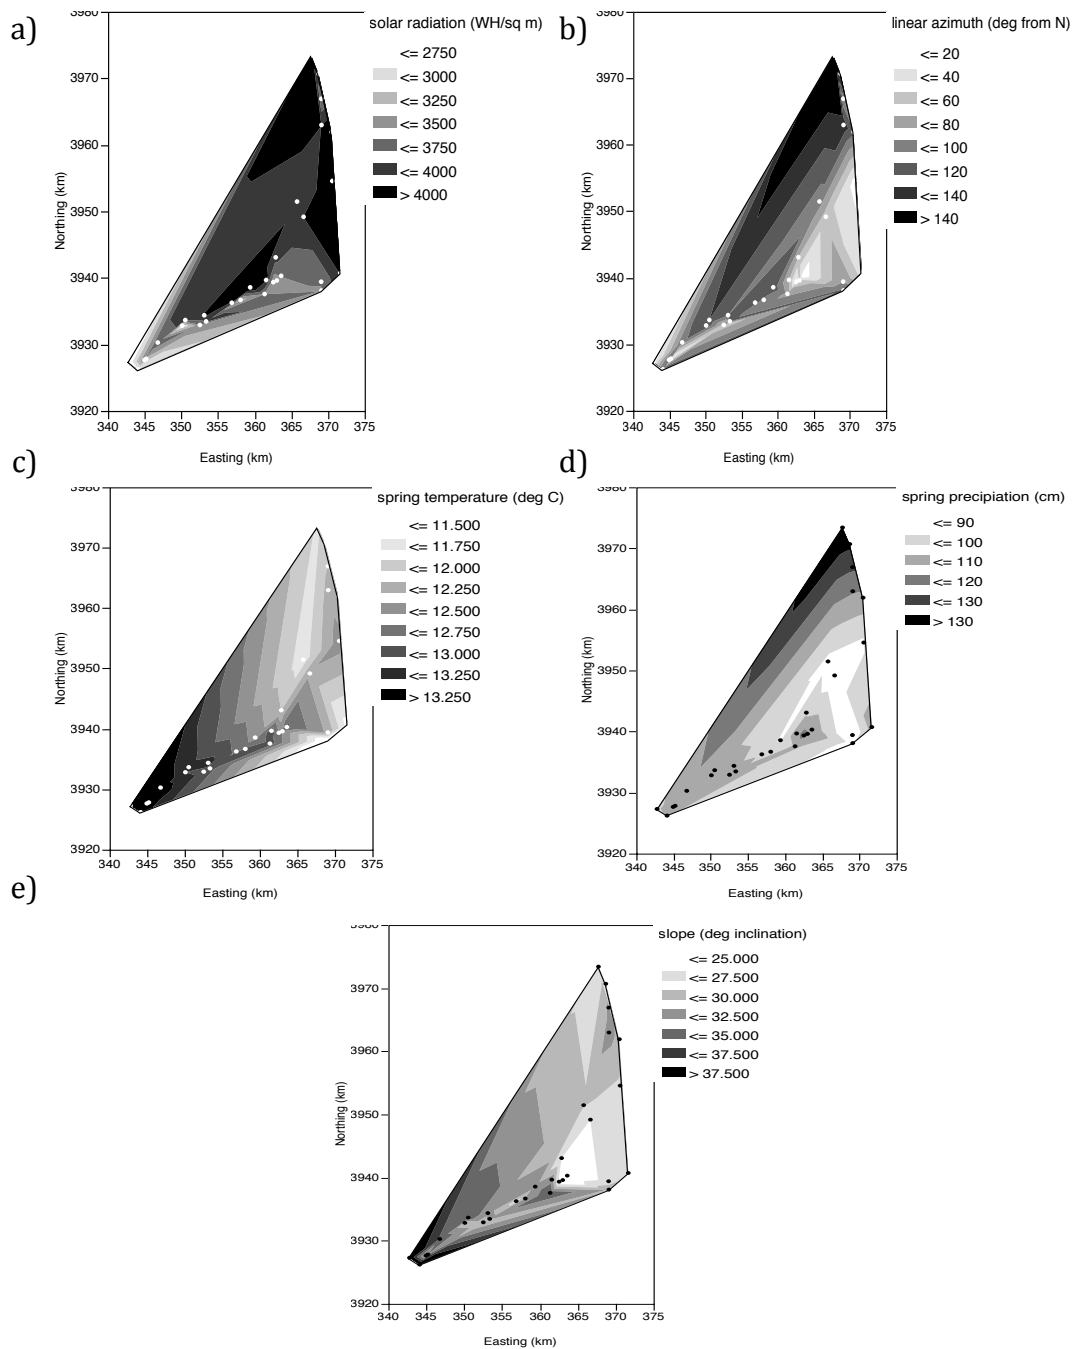 a)
solar radiation (WH/sq m)
<= 2750
<= 3000
<= 3250
<= 3500
<= 3750
<= 4000
> 4000
3980
3970
3960
3950
3940
3930
3920
Northing (km)
340 345 350 355 360 365 370 375
Easting (km)
b)
linear azimuth (deg from N)
<= 20
<= 40
<= 60
<= 80
<= 100
<= 120
<= 140
> 140
3980
3970
3960
3950
3940
3930
3920
Northing (km)
340 345 350 355 360 365 370 375
Easting (km)
c)
spring temperature (deg C)
<= 11.500
<= 11.750
<= 12.000
<= 12.250
<= 12.500
<= 12.750
<= 13.000
<= 13.250
> 13.250
3980
3970
3960
3950
3940
3930
3920
Northing (km)
340 345 350 355 360 365 370 375
Easting (km)
d)
spring precipiation (cm)
<= 90
<= 100
<= 110
<= 120
<= 130
> 130
3980
3970
3960
3950
3940
3930
3920
Northing (km)
340 345 350 355 360 365 370 375
Easting (km)
e)
slope (deg inclination)
<= 25.000
<= 27.500
<= 30.000
<= 32.500
<= 35.000
<= 37.500
> 37.500
3980
3970
3960
3950
3940
3930
3920
Northing (km)
340 345 350 355 360 365 370 375
Easting (km)